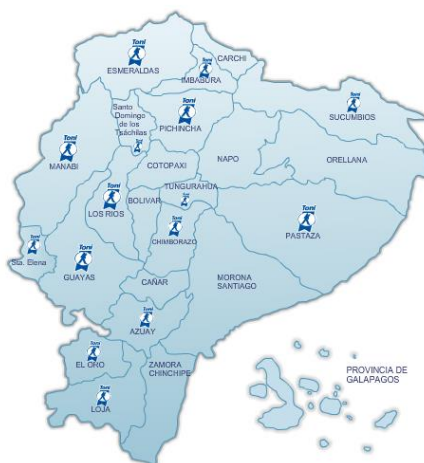 Toni
ESMERALDAS
CARCHI
Toni
IMBABURA
Santo
Domingo
de los
Tsáchilas
Toni
Toni
PICHINCHA
Toni
SUCUMBIOS
Toni
MANABI
COTOPAXI
NAPO
ORELLANA
TUNGURAHUA
Toni
LOS RIOS
BOLIVAR
Toni
Toni
CHIMBORAZO
Toni
PASTAZA
Toni
Sta. Elena
Toni
GUAYAS
CAÑAR
MORONA
SANTIAGO
Toni
AZUAY
Toni
EL ORO
ZAMORA
CHINCHIPE
Toni
LOJA
PROVINCIA DE
GALAPAGOS